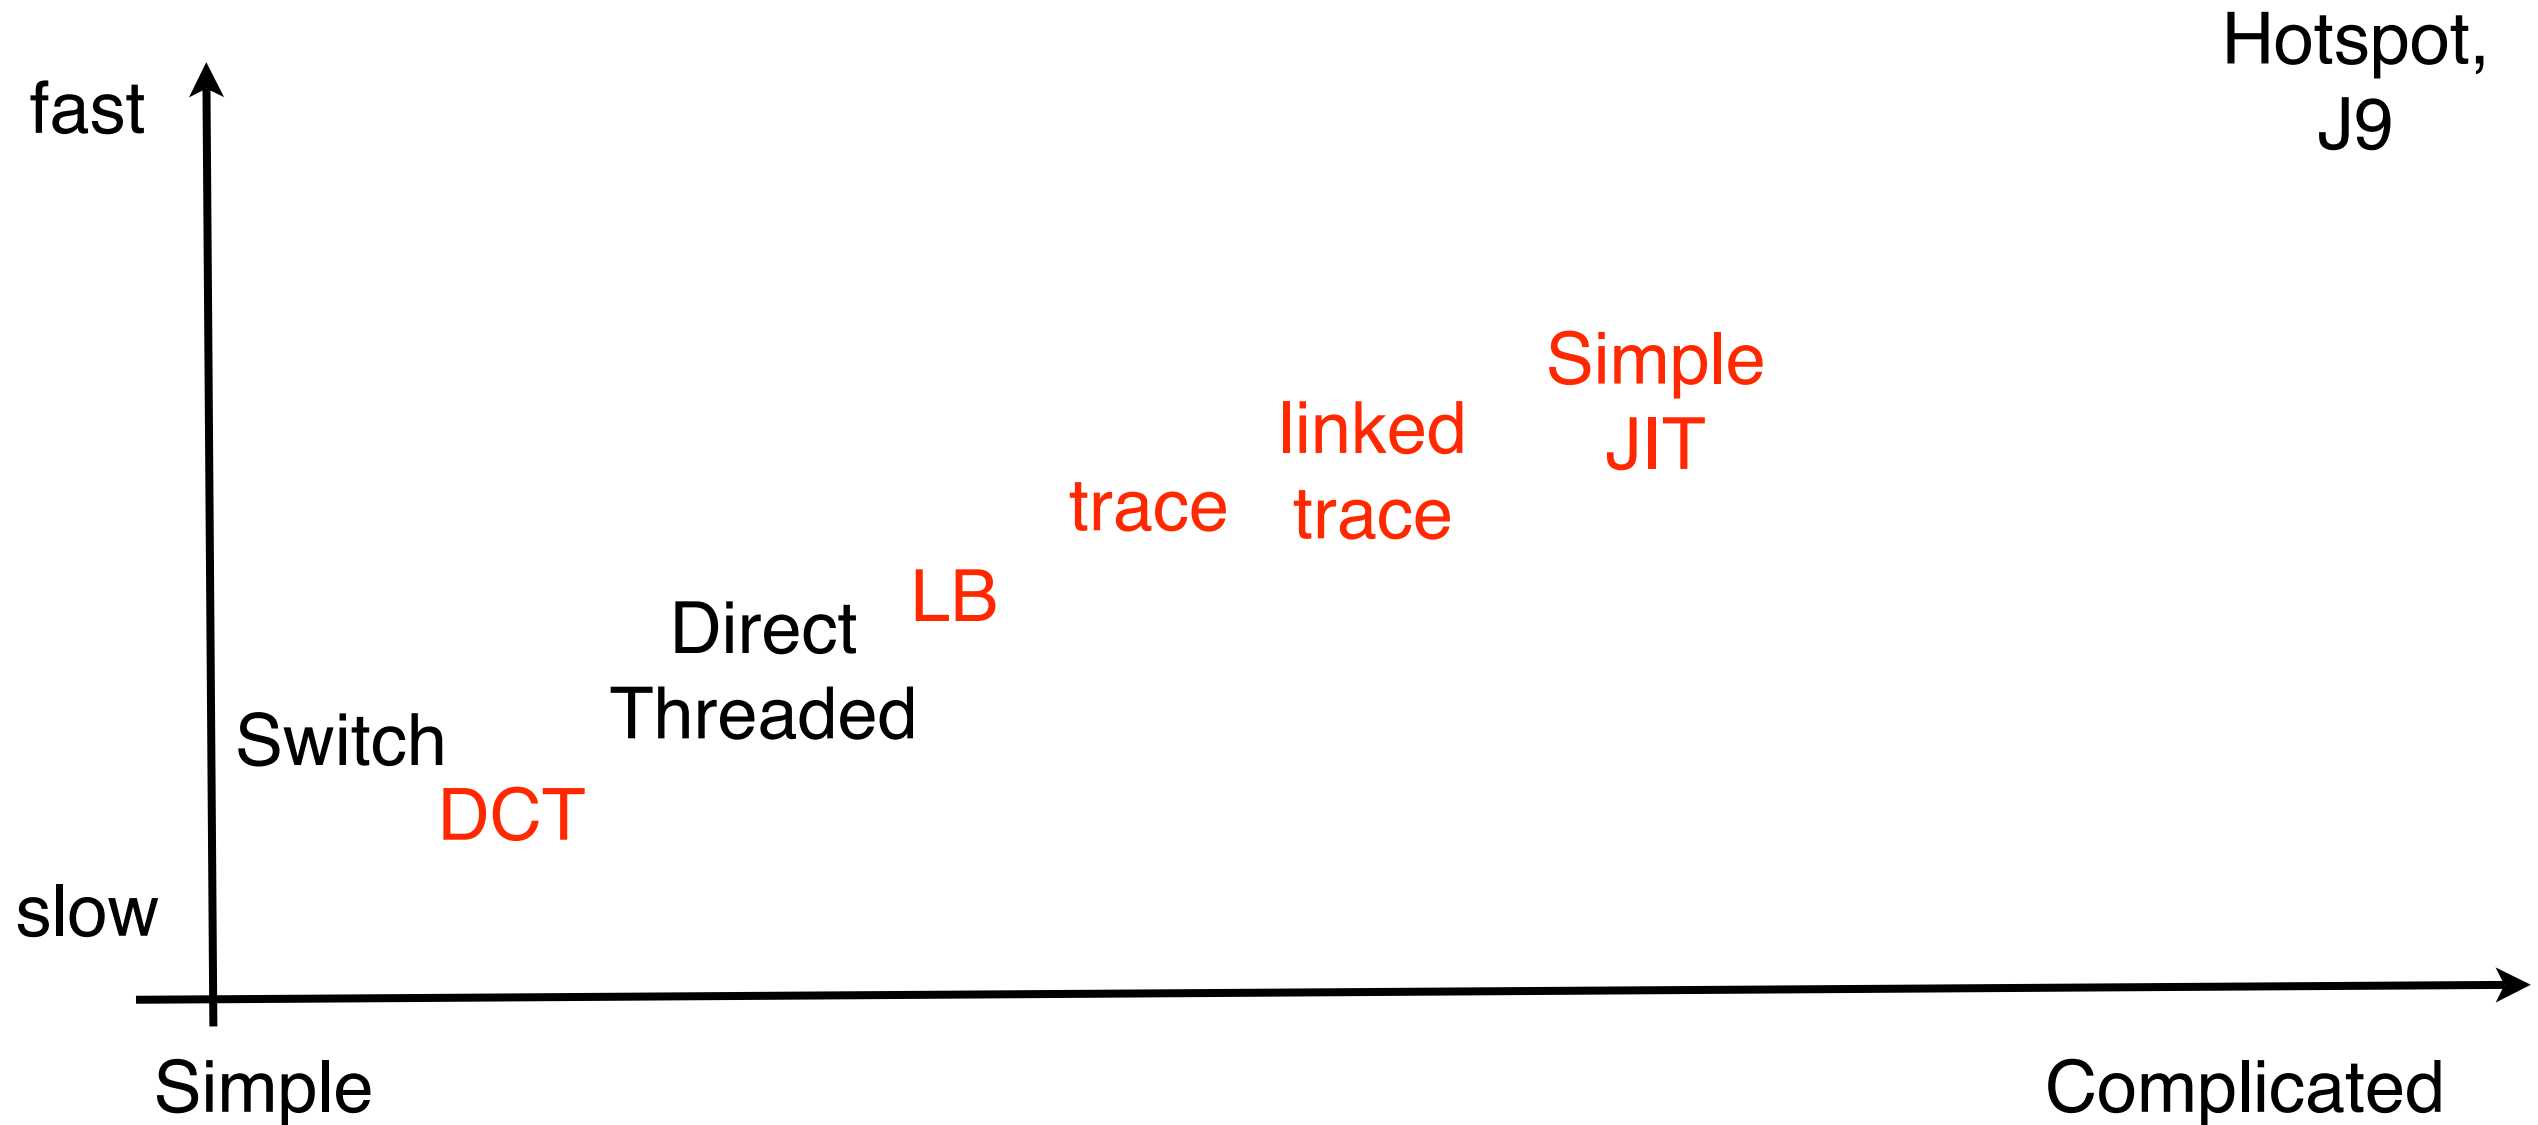 Hotspot,
J9
fast
Simple
JIT
linked
trace
trace
LB
Direct
Threaded
Switch
DCT
slow
Simple
Complicated